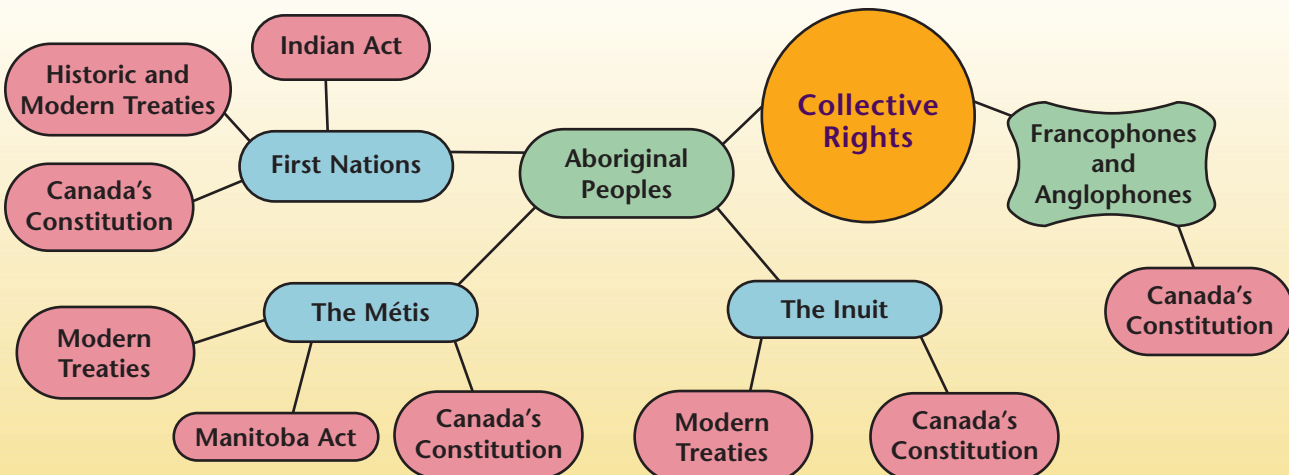 Indian Act
Historic and
Modern Treaties
First Nations
Canada's
Constitution
Aboriginal
Peoples
Collective
Rights
Francophones
and
Anglophones
Canada's
Constitution
The Métis
Modern
Treaties
Manitoba Act
Canada's
Constitution
The Inuit
Modern
Treaties
Canada's
Constitution